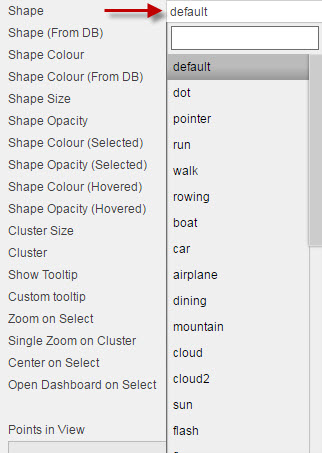 Shape
Shape (From DB)
Shape Colour
Shape Colour (From DB)
Shape Size
Shape Opacity
Shape Colour (Selected)
Shape Opacity (Selected)
Shape Colour (Hovered)
Shape Opacity (Hovered)
Cluster Size
Cluster
Show Tooltip
Custom tooltip
Zoom on Select
Single Zoom on Cluster
Center on Select
Open Dashboard on Select
Points in View
default
default
dot
pointer
run
walk
rowing
boat
car
airplane
dining
mountain
cloud
cloud2
sun
flash